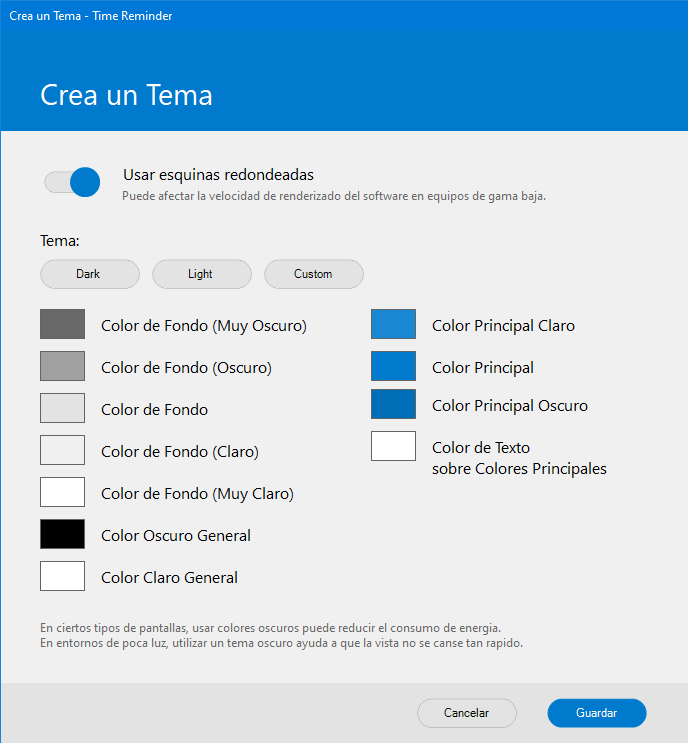 Crea un Tema - Time Reminder
Crea un Tema
Usar esquinas redondeadas
Puede afectar la velocidad de renderizado del software en equipos de gama baja.
Tema:
Dark
Light
Custom
Color de Fondo (Muy Oscuro)
Color de Fondo (Oscuro)
Color de Fondo
Color de Fondo (Claro)
Color de Fondo (Muy Claro)
Color Oscuro General
Color Claro General
Color Principal Claro
Color Principal
Color Principal Oscuro
Color de Texto
sobre Colores Principales
En ciertos tipos de pantallas, usar colores oscuros puede reducir el consumo de energia.
En entornos de poca luz, utilizar un tema oscuro ayuda a que la vista no se canse tan rapido.
Cancelar
Guardar